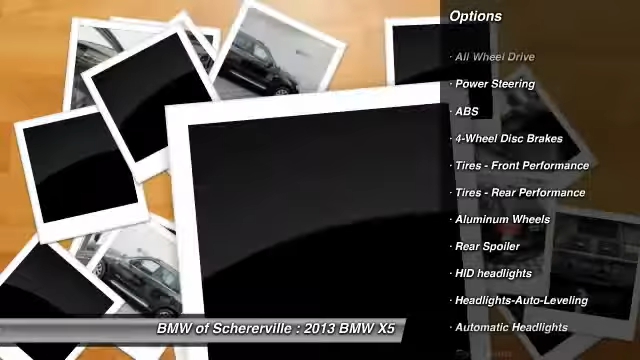 Options
· All Wheel Drive
· Power Steering
· ABS
· 4-Wheel Disc Brakes
· Tires - Front Performance
· Tires - Rear Performance
· Aluminum Wheels
· Rear Spoiler
· HID headlights
· Headlights-Auto-Leveling
· Automatic Headlights
BMW of Schererville : 2013 BMW X5